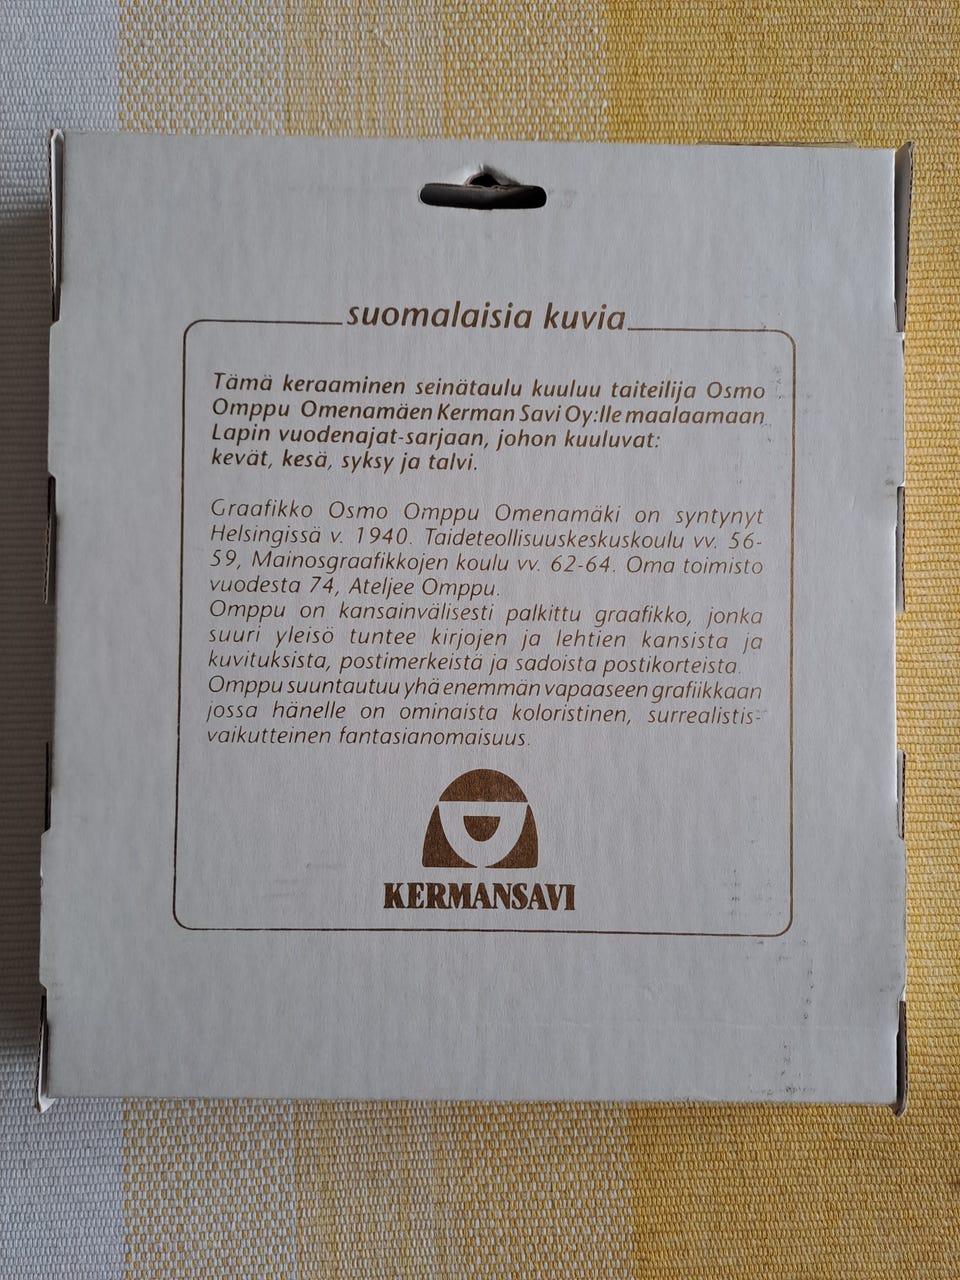 suomalaisia kuvia
Tämä keraaminen seinätaulu kuuluu taiteilija Osmo
Omppu Omenamäen Kerman Savi Oy:lle maalaamaan
Lapin vuodenajat-sarjaan, johon kuuluvat:
kevät, kesä, syksy ja talvi.
Graafikko Osmo Omppu Omenamäki on syntynyt
Helsingissä v. 1940. Taideteollisuuskeskuskoulu vv. 56-
59, Mainosgraafikkojen koulu vv. 62-64. Oma toimisto
vuodesta 74, Ateljee Omppu.
Omppu on kansainvälisesti palkittu graafikko, jonka
suuri yleisö tuntee kirjojen ja lehtien kansista ja
kuvituksista, postimerkeistä ja sadoista postikorteista.
Omppu suuntautuu yhä enemmän vapaaseen grafiikkaan
jossa hänelle on ominaista koloristinen, surrealistis-
vaikutteinen fantasianomaisuus.
KERMANSAVI